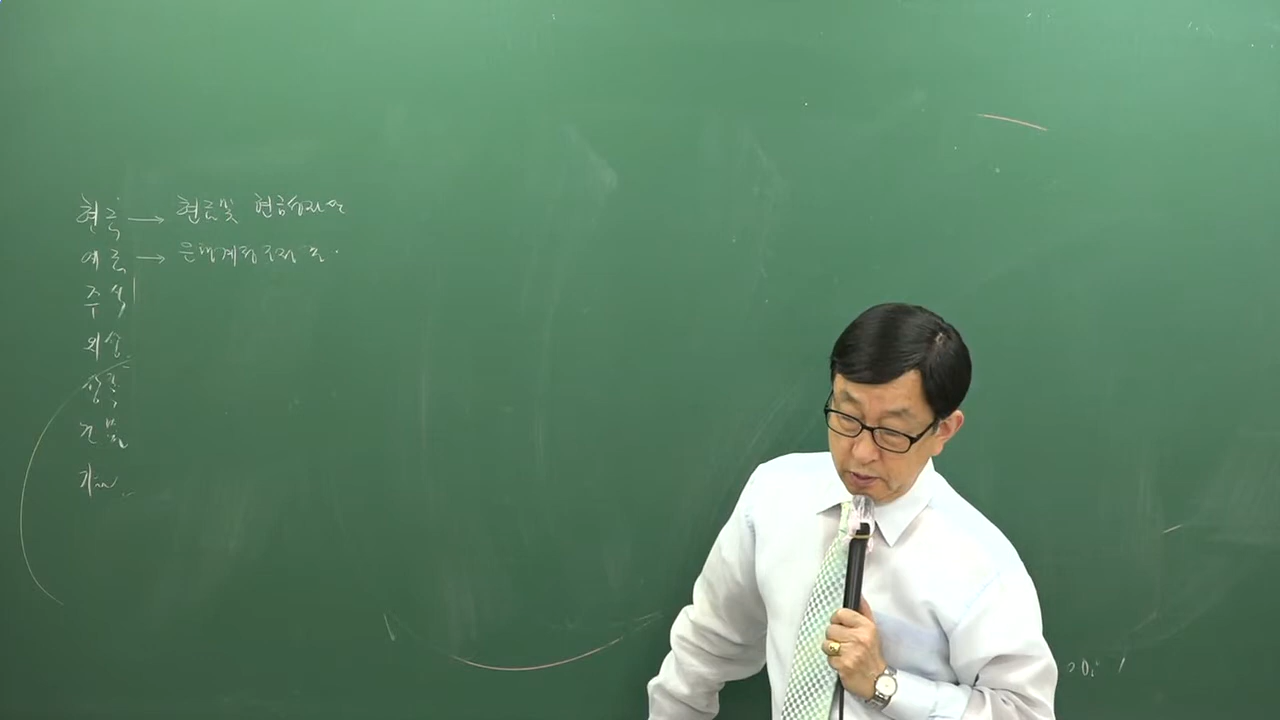 현금 → 현금및 현금성자산
예금 → 은행계정조정표
주식
외상
상품
건물